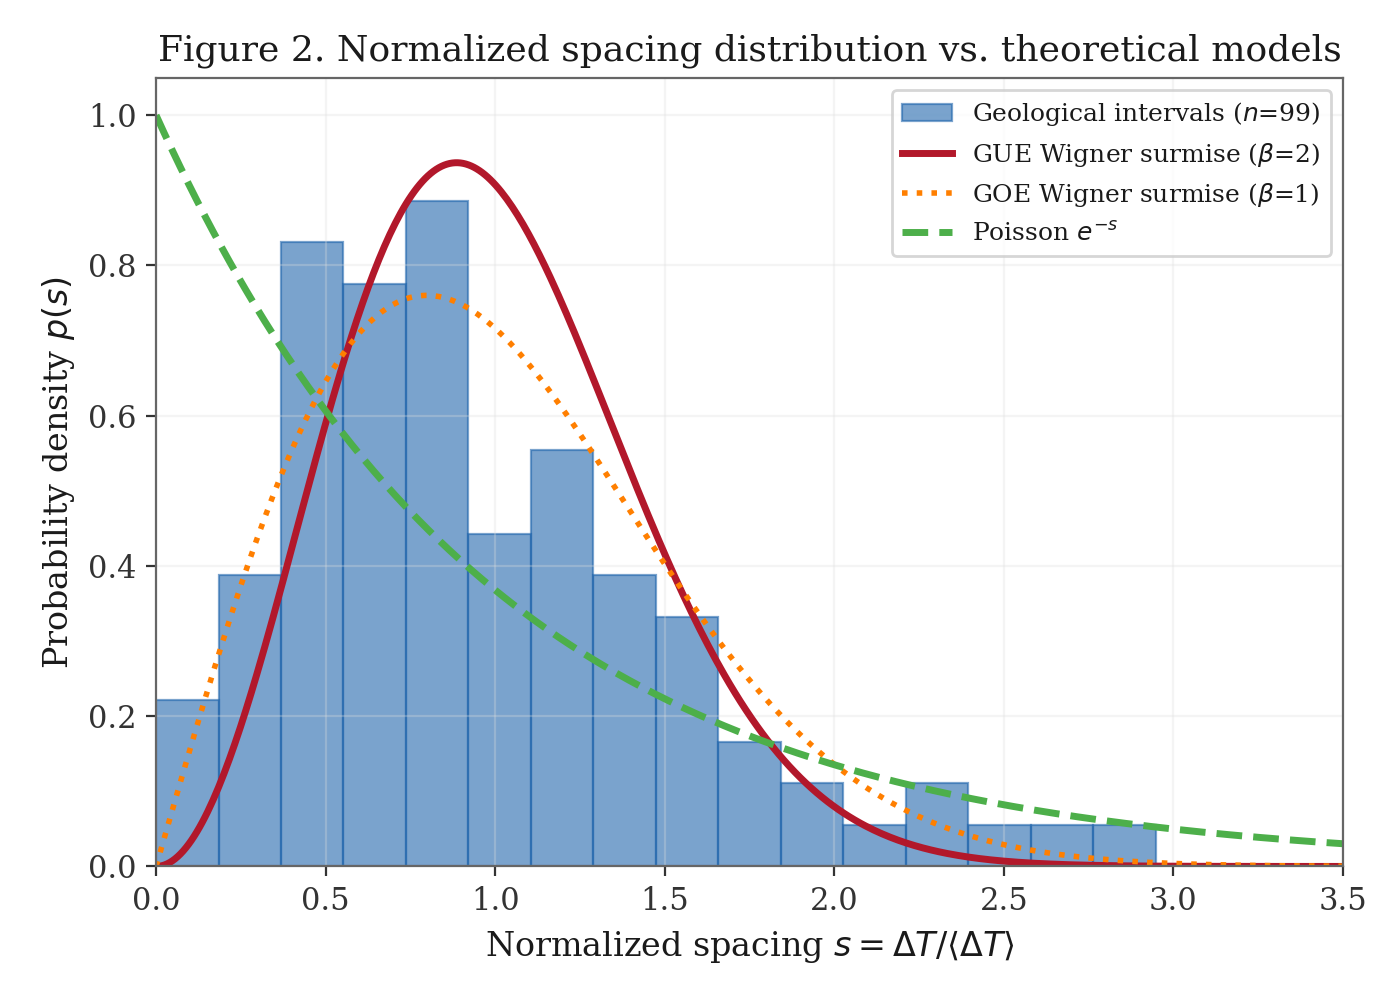 Figure 2. Normalized spacing distribution vs. theoretical models
Geological intervals (n=99)
GUE Wigner surmise (β=2)
GOE Wigner surmise (β=1)
Poisson e⁻ˢ
Probability density p(s)
1.0
0.8
0.6
0.4
0.2
0.0
0.0 0.5 1.0 1.5 2.0 2.5 3.0 3.5
Normalized spacing s = ΔT/⟨ΔT⟩